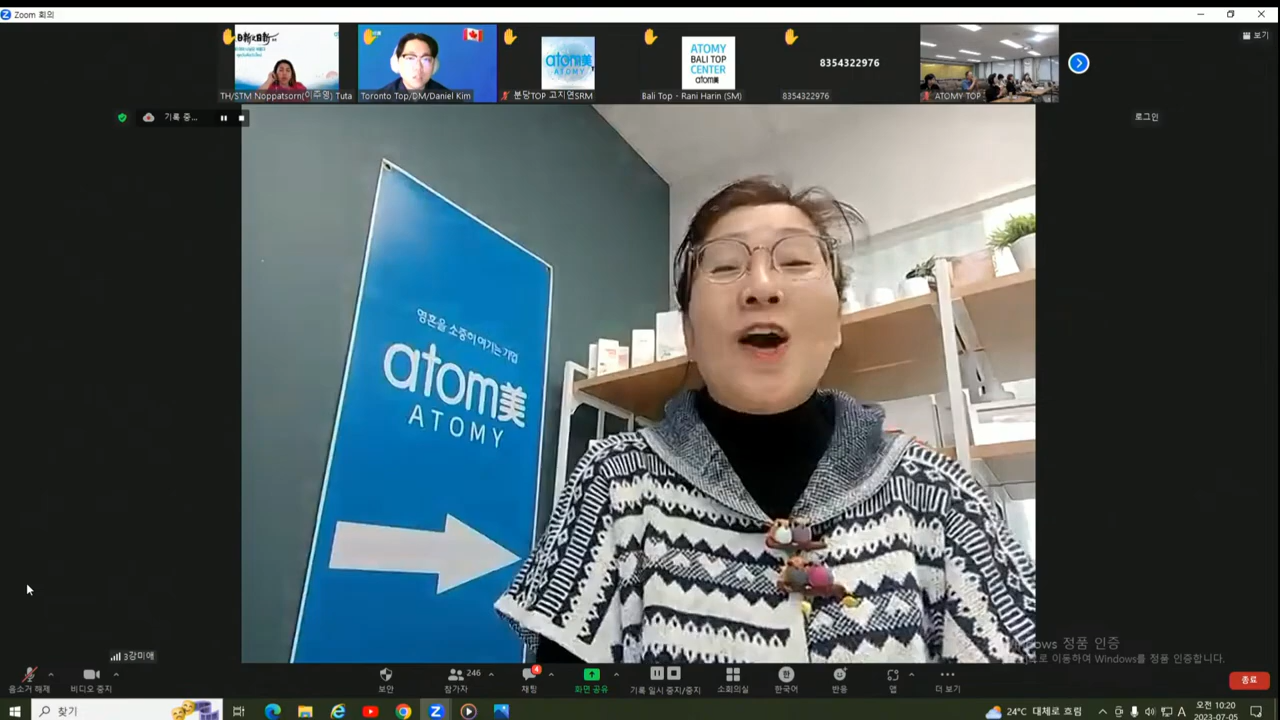 Zoom 회의
보기
TH/STM Noppatsorn(이주영) Tuta
Toronto Top/DM/Daniel Kim
atom美
ATOMY
분당TOP 고지연SRM
ATOMY
BALI TOP
CENTER
atom美
Bali Top - Rani Harin (SM)
8354322976
8354322976
ATOMY TOP
기록 중...
로그인
영혼을 소중히 여기는 기업
atom美
ATOMY
3강미애
Windows 정품 인증
으로 이동하여 Windows를 정품 인증합니다.
음소거 해제
비디오 중지
보안
246
참가자
4
채팅
화면 공유
기록 일시 중지/중지
소회의실
한국어
반응
앱
더 보기
종료
찾기
24°C 대체로 흐림
A
오전 10:20
2023-07-05